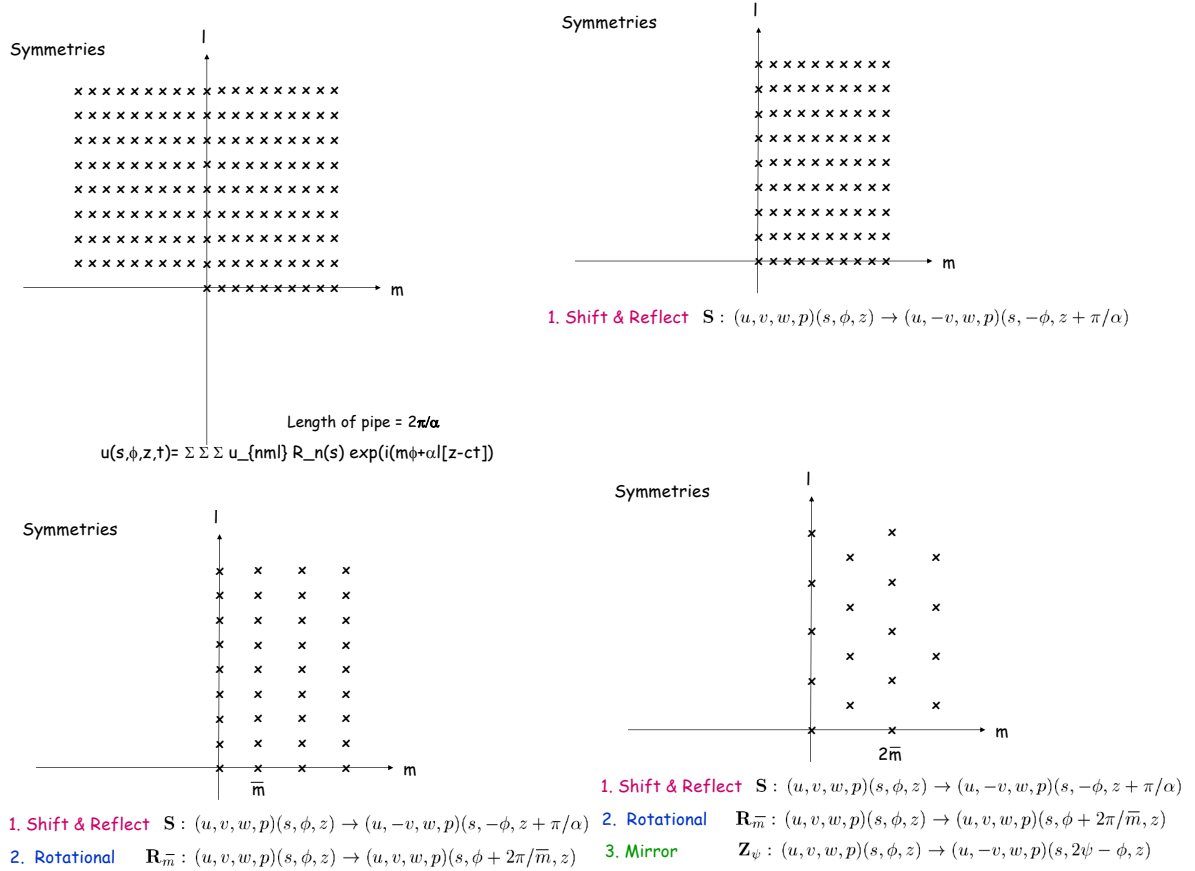 Symmetries
l
m
Length of pipe = 2π/α
u(s,ϕ,z,t)= Σ Σ Σ u_{nml} R_n(s) exp(i(mϕ+αl[z-ct])
Symmetries
l
m
1. Shift & Reflect S : (u, v, w, p)(s, ϕ, z) → (u, −v, w, p)(s, −ϕ, z + π/α)
Symmetries
l
m
m̅
1. Shift & Reflect S : (u, v, w, p)(s, ϕ, z) → (u, −v, w, p)(s, −ϕ, z + π/α)
2. Rotational R_m̅ : (u, v, w, p)(s, ϕ, z) → (u, v, w, p)(s, ϕ + 2π/m̅, z)
Symmetries
l
m
2m̅
1. Shift & Reflect S : (u, v, w, p)(s, ϕ, z) → (u, −v, w, p)(s, −ϕ, z + π/α)
2. Rotational R_m̅ : (u, v, w, p)(s, ϕ, z) → (u, v, w, p)(s, ϕ + 2π/m̅, z)
3. Mirror Z_ψ : (u, v, w, p)(s, ϕ, z) → (u, −v, w, p)(s, 2ψ − ϕ, z)